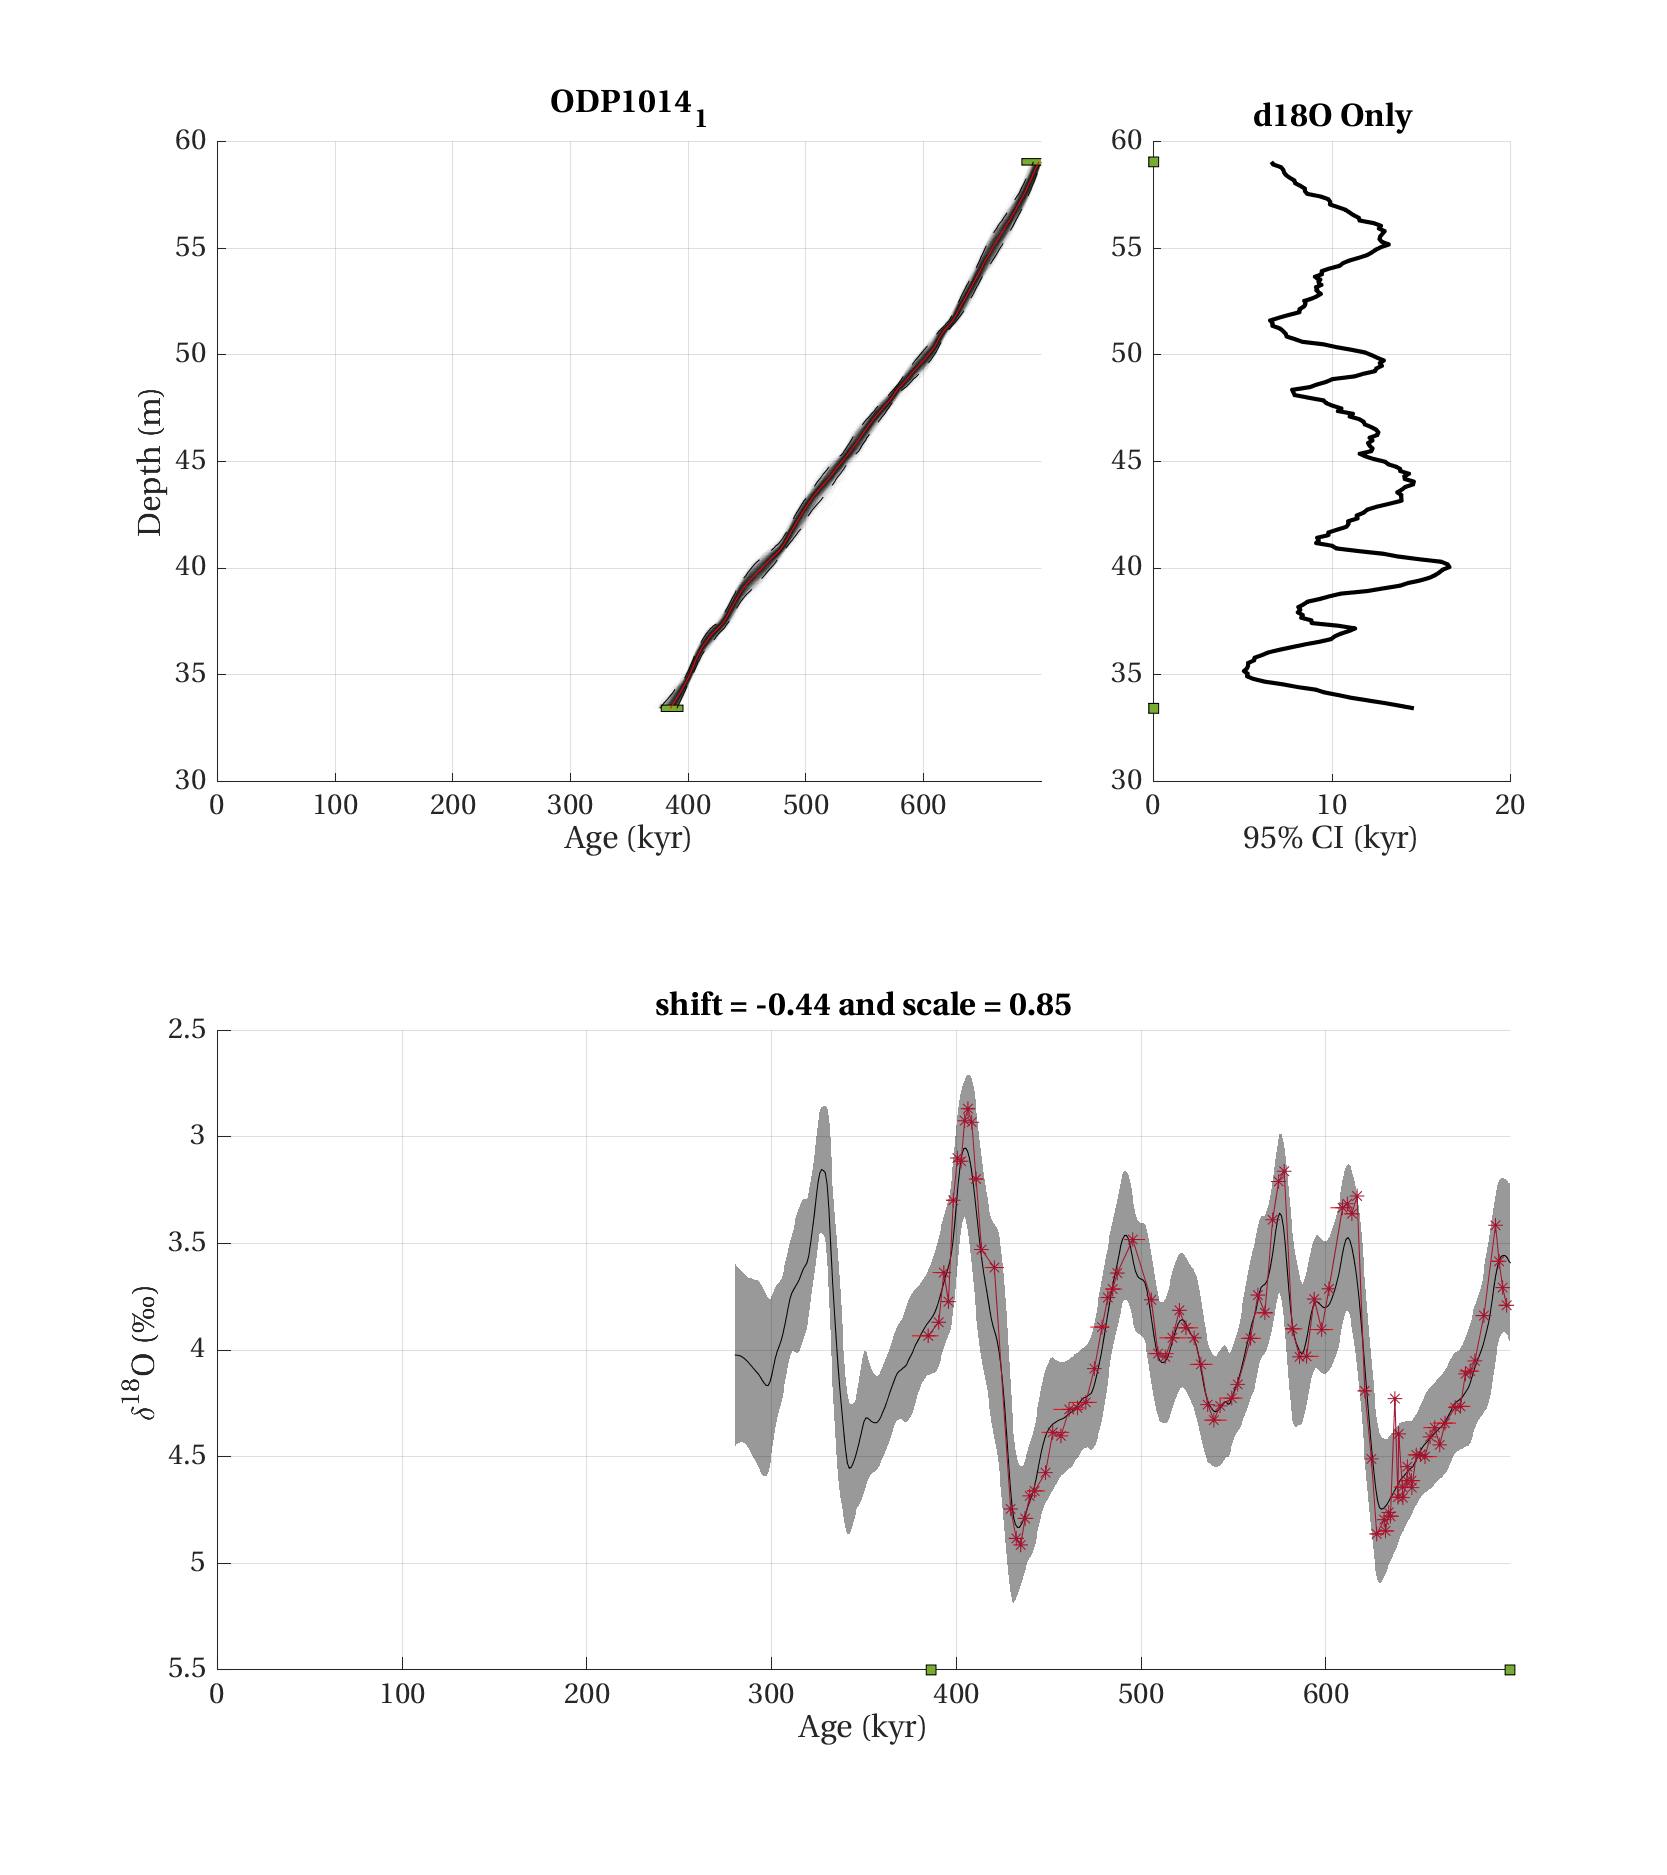 ODP1014₁
60
55
50
45
40
35
30
Depth (m)
0 100 200 300 400 500 600
Age (kyr)
d18O Only
60
55
50
45
40
35
30
0 10 20
95% CI (kyr)
shift = -0.44 and scale = 0.85
2.5
3
3.5
4
4.5
5
5.5
δ¹⁸O (‰)
0 100 200 300 400 500 600
Age (kyr)